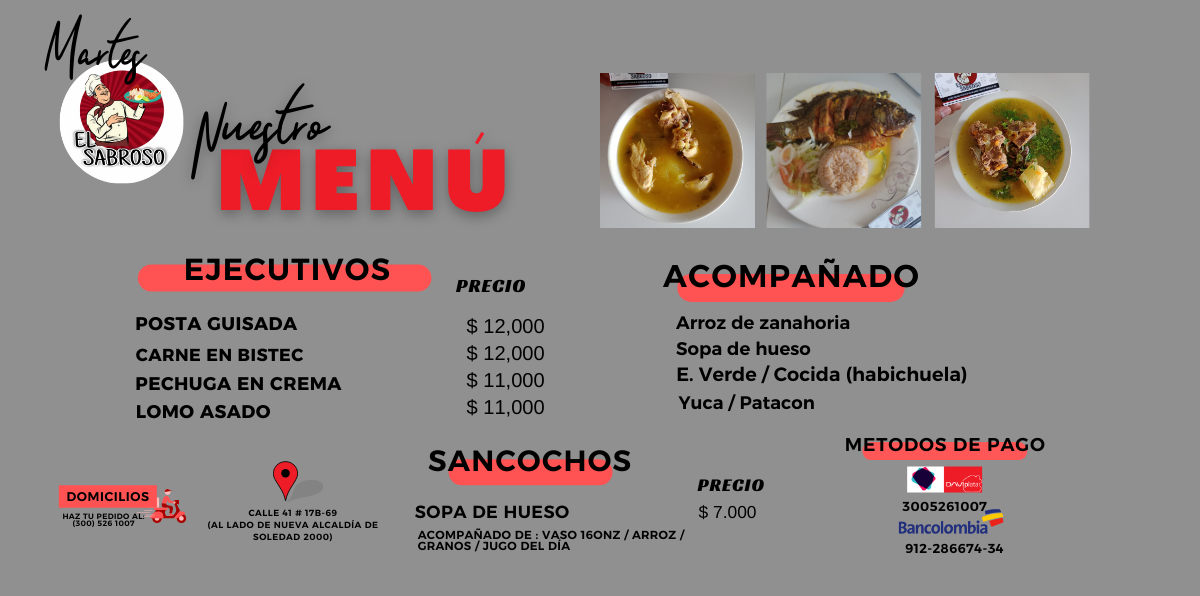 Martes
EL
SABROSO
Nuestro
MENÚ
SABROSO
EJECUTIVOS
PRECIO
POSTA GUISADA $ 12,000
CARNE EN BISTEC $ 12,000
PECHUGA EN CREMA $ 11,000
LOMO ASADO $ 11,000
ACOMPAÑADO
Arroz de zanahoria
Sopa de hueso
E. Verde / Cocida (habichuela)
Yuca / Patacon
DOMICILIOS
HAZ TU PEDIDO AL:
(300) 526 1007
CALLE 41 # 17B-69
(AL LADO DE NUEVA ALCALDÍA DE
SOLEDAD 2000)
SANCOCHOS
PRECIO
SOPA DE HUESO $ 7.000
ACOMPAÑADO DE : VASO 16ONZ / ARROZ /
GRANOS / JUGO DEL DÍA
METODOS DE PAGO
DAVIplata
3005261007
Bancolombia
912-286674-34